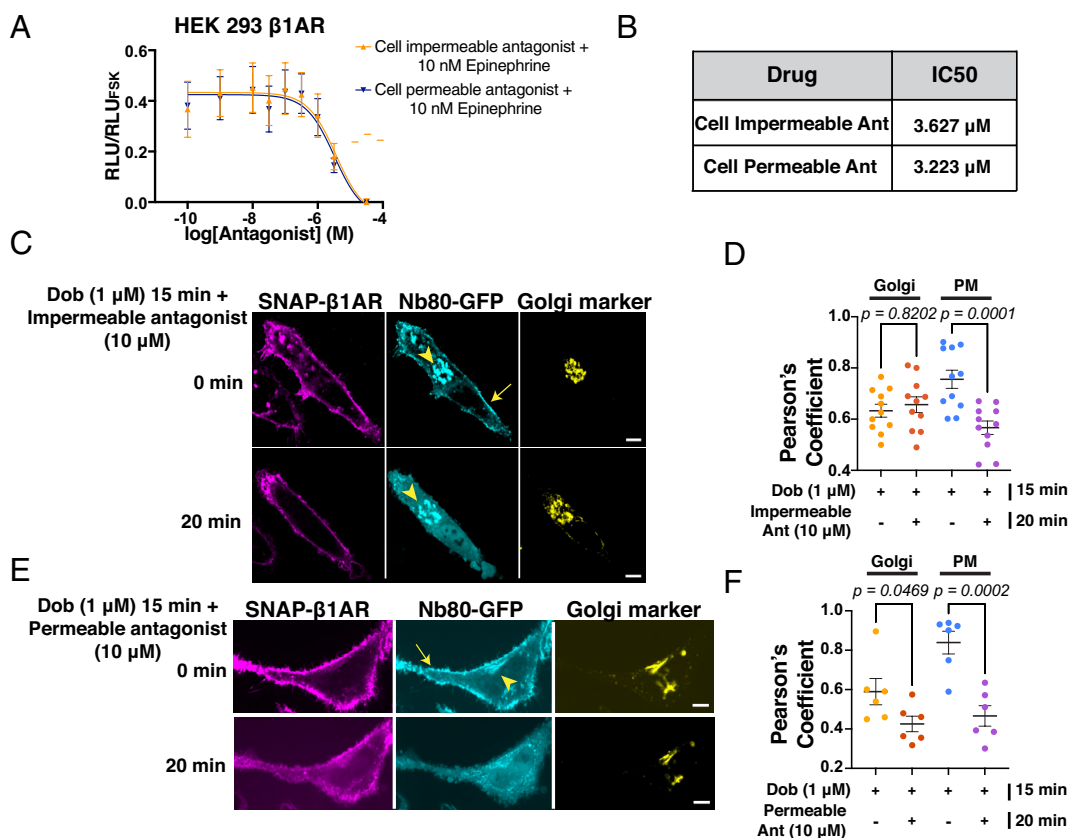 A
HEK 293 β1AR
RLU/RLUFSK
0.6
0.4
0.2
0.0
-10
-8
-6
-4
log[Antagonist] (M)
Cell impermeable antagonist +
10 nM Epinephrine
Cell permeable antagonist +
10 nM Epinephrine
B
Drug IC50
Cell Impermeable Ant 3.627 µM
Cell Permeable Ant 3.223 µM
C
Dob (1 µM) 15 min +
Impermeable antagonist
(10 µM)
SNAP-β1AR Nb80-GFP Golgi marker
0 min
20 min
D
Golgi PM
p = 0.8202 p = 0.0001
Pearson's
Coefficient
1.0
0.8
0.6
0.4
Dob (1 µM) + + + + 15 min
Impermeable
Ant (10 µM) - + - + 20 min
E
Dob (1 µM) 15 min +
Permeable antagonist
(10 µM)
SNAP-β1AR Nb80-GFP Golgi marker
0 min
20 min
F
Golgi PM
p = 0.0469 p = 0.0002
Pearson's
Coefficient
1.0
0.8
0.6
0.4
0.2
Dob (1 µM) + + + + 15 min
Permeable
Ant (10 µM) - + - + 20 min